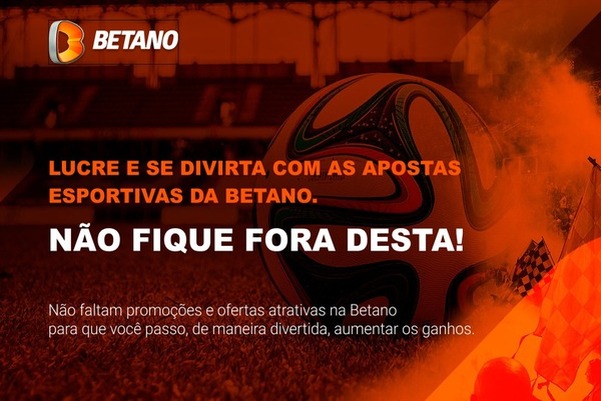 BETANO
LUCRE E SE DIVIRTA COM AS APOSTAS
ESPORTIVAS DA BETANO.
NÃO FIQUE FORA DESTA!
Não faltam promoções e ofertas atrativas na Betano
para que você passo, de maneira divertida, aumentar os ganhos.